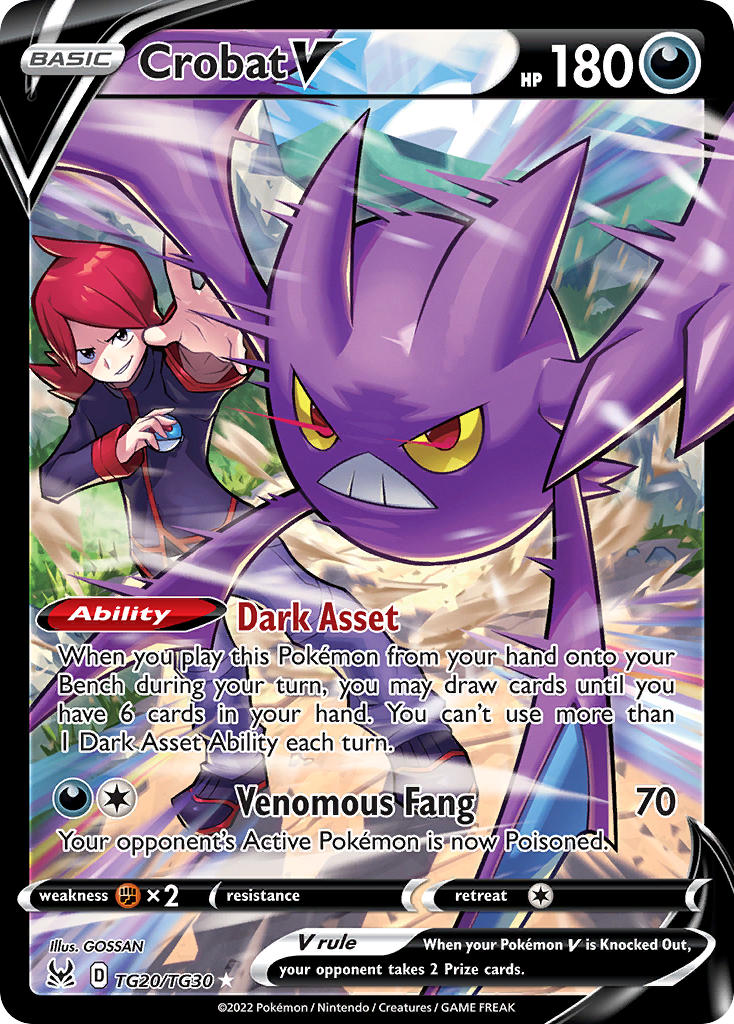 BASIC Crobat V HP 180
Ability Dark Asset
When you play this Pokémon from your hand onto your
Bench during your turn, you may draw cards until you
have 6 cards in your hand. You can't use more than
1 Dark Asset Ability each turn.
Venomous Fang 70
Your opponent's Active Pokémon is now Poisoned.
weakness ×2 resistance retreat
Illus. GOSSAN
V rule When your Pokémon V is Knocked Out,
your opponent takes 2 Prize cards.
D TG20/TG30
©2022 Pokémon / Nintendo / Creatures / GAME FREAK